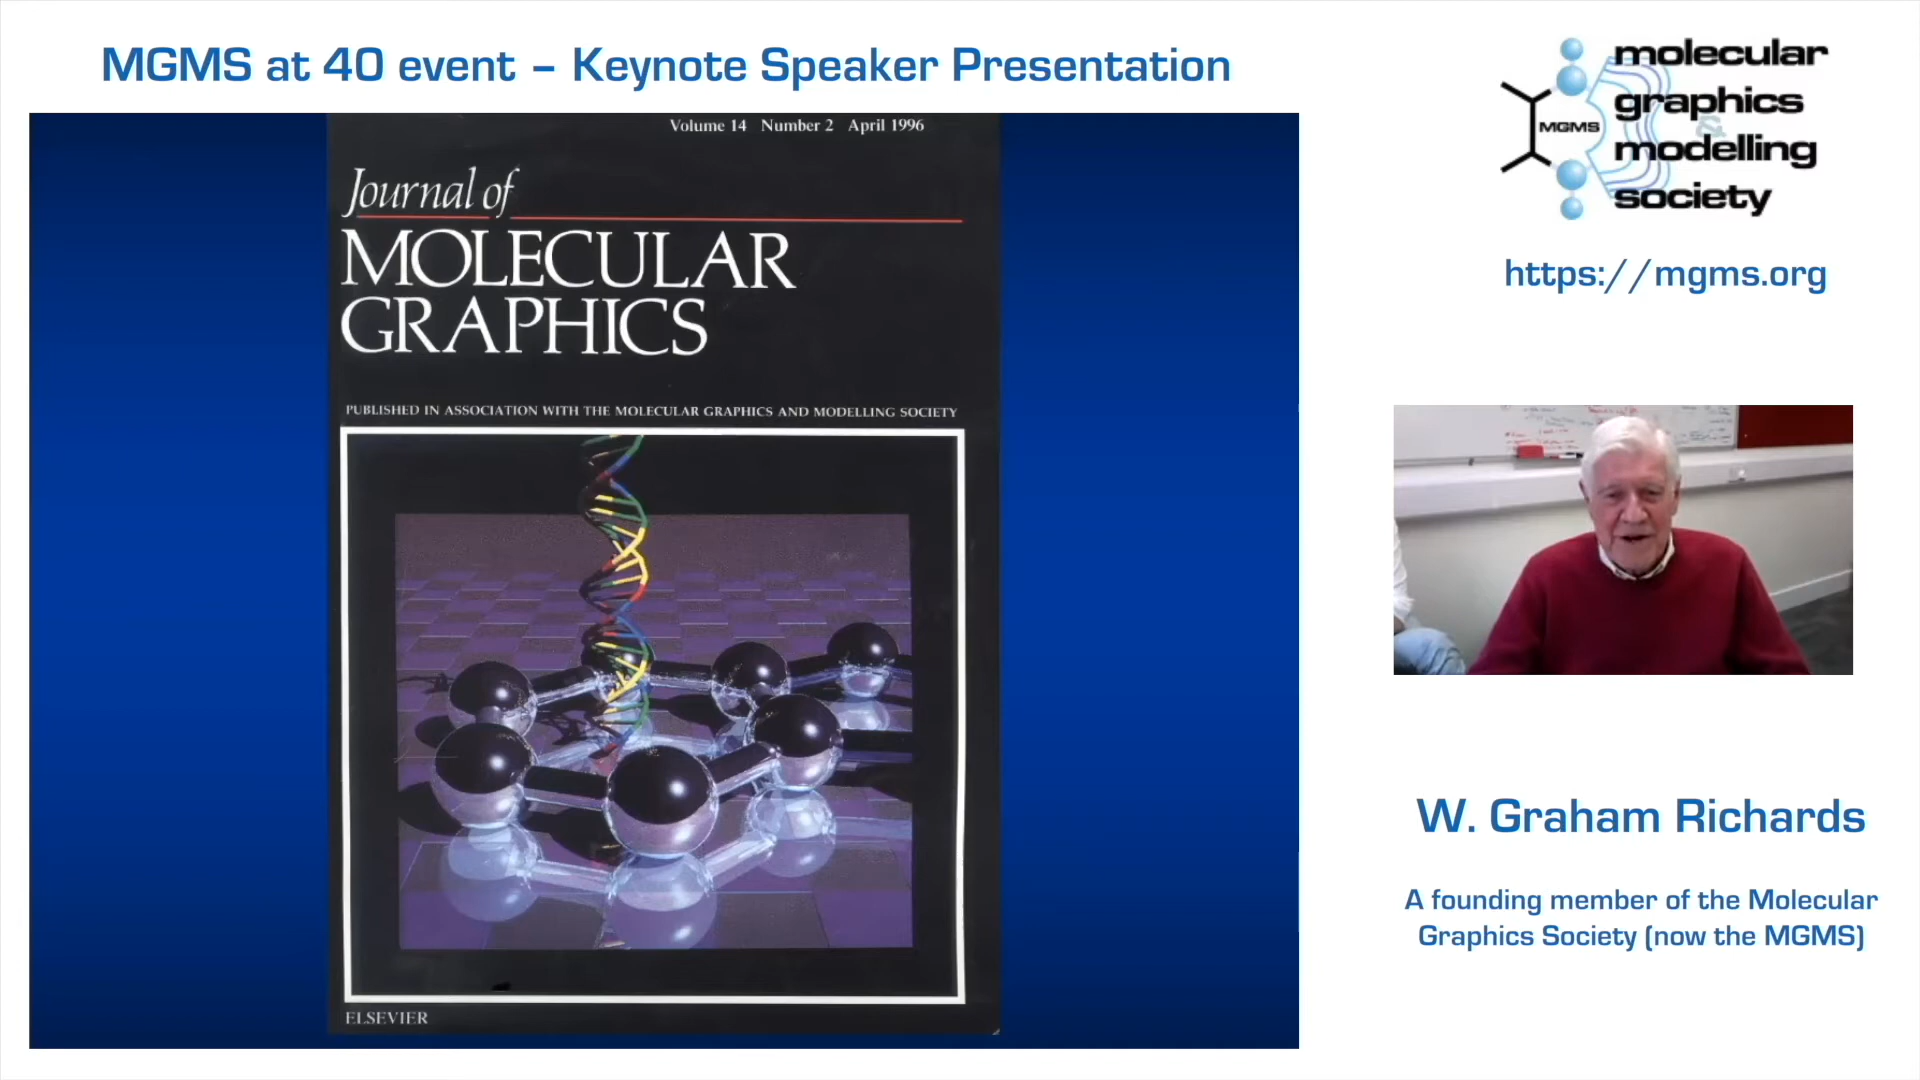 MGMS at 40 event – Keynote Speaker Presentation
Volume 14 Number 2 April 1996
Journal of
MOLECULAR
GRAPHICS
PUBLISHED IN ASSOCIATION WITH THE MOLECULAR GRAPHICS AND MODELLING SOCIETY
ELSEVIER
molecular
graphics
&
modelling
society
MGMS
https://mgms.org
W. Graham Richards
A founding member of the Molecular
Graphics Society (now the MGMS)